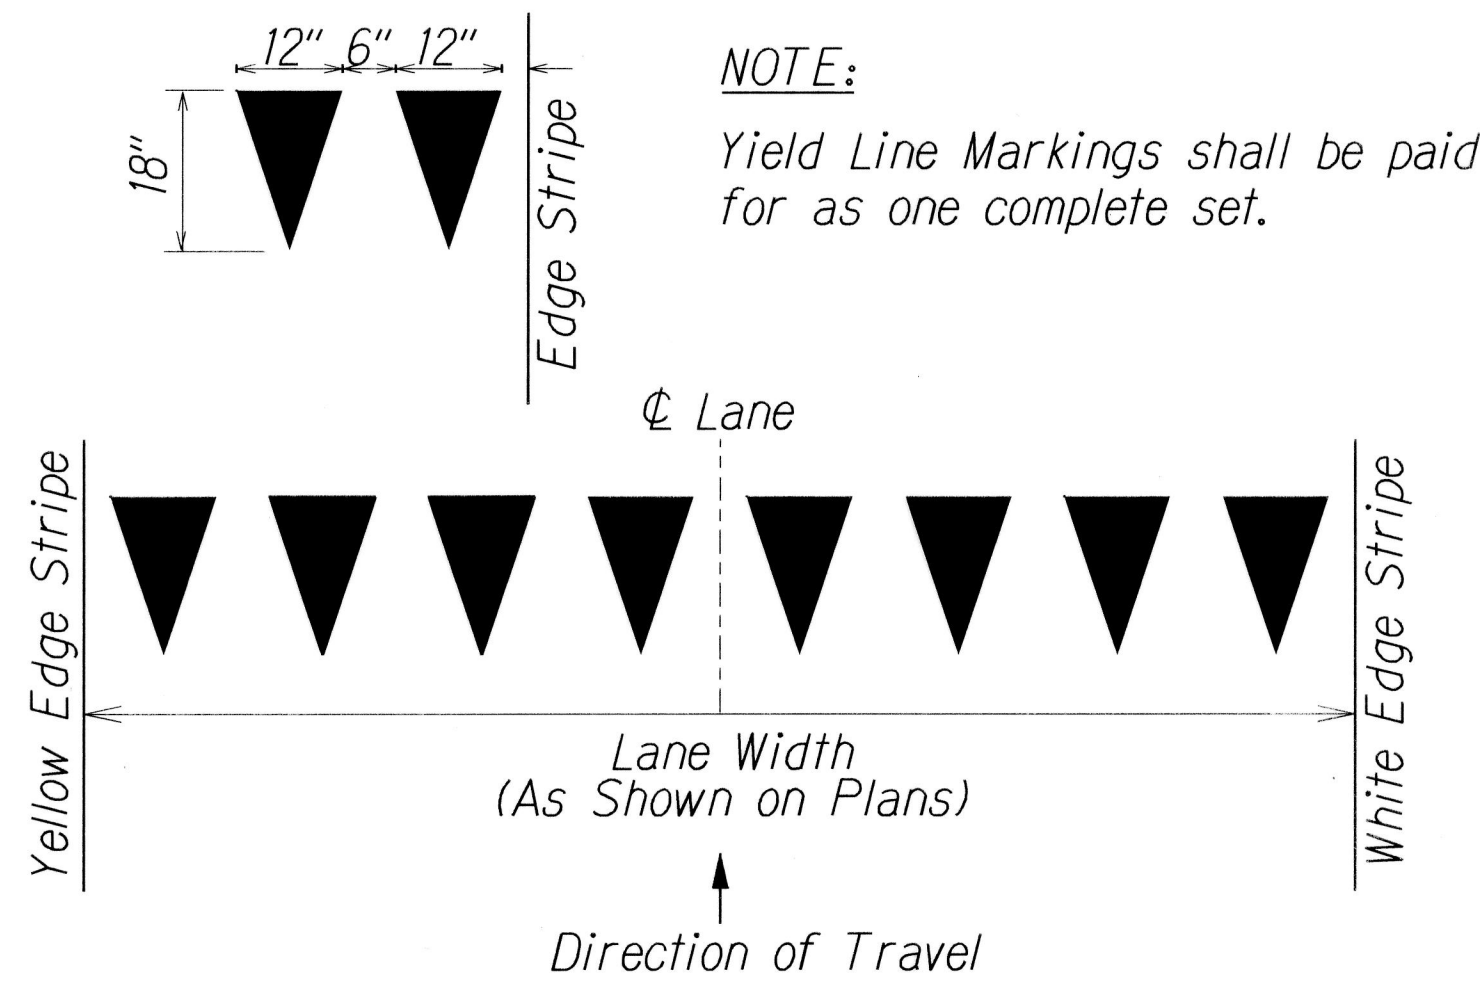 12" 6" 12"
18"
Edge Stripe
NOTE:
Yield Line Markings shall be paid
for as one complete set.
℄ Lane
Yellow Edge Stripe
White Edge Stripe
Lane Width
(As Shown on Plans)
Direction of Travel